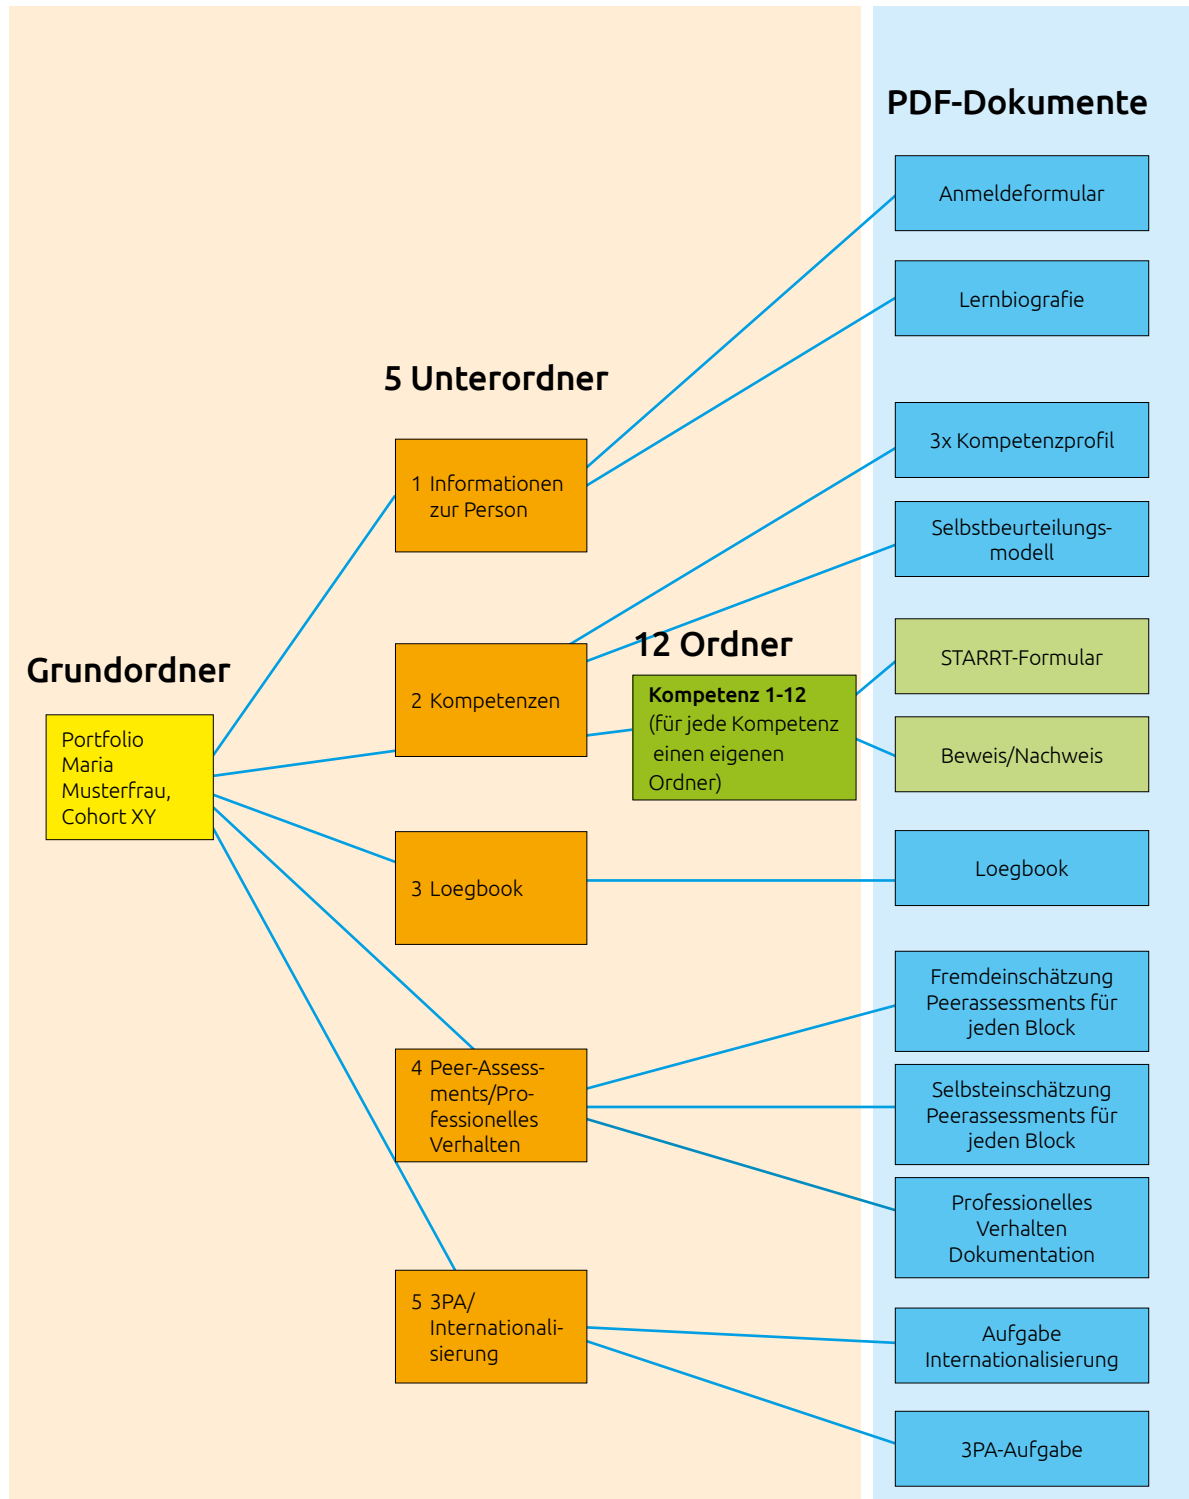 PDF-Dokumente
Anmeldeformular
Lernbiografie
5 Unterordner
1 Informationen
zur Person
3x Kompetenzprofil
Selbstbeurteilungs-
modell
Grundordner
Portfolio
Maria
Musterfrau,
Cohort XY
2 Kompetenzen
12 Ordner
Kompetenz 1-12
(für jede Kompetenz
einen eigenen
Ordner)
STARRT-Formular
Beweis/Nachweis
3 Loegbook
Loegbook
4 Peer-Assess-
ments/Pro-
fessionelles
Verhalten
Fremdeinschätzung
Peerassessments für
jeden Block
Selbsteinschätzung
Peerassessments für
jeden Block
Professionelles
Verhalten
Dokumentation
5 3PA/
Internationali-
sierung
Aufgabe
Internationalisierung
3PA-Aufgabe